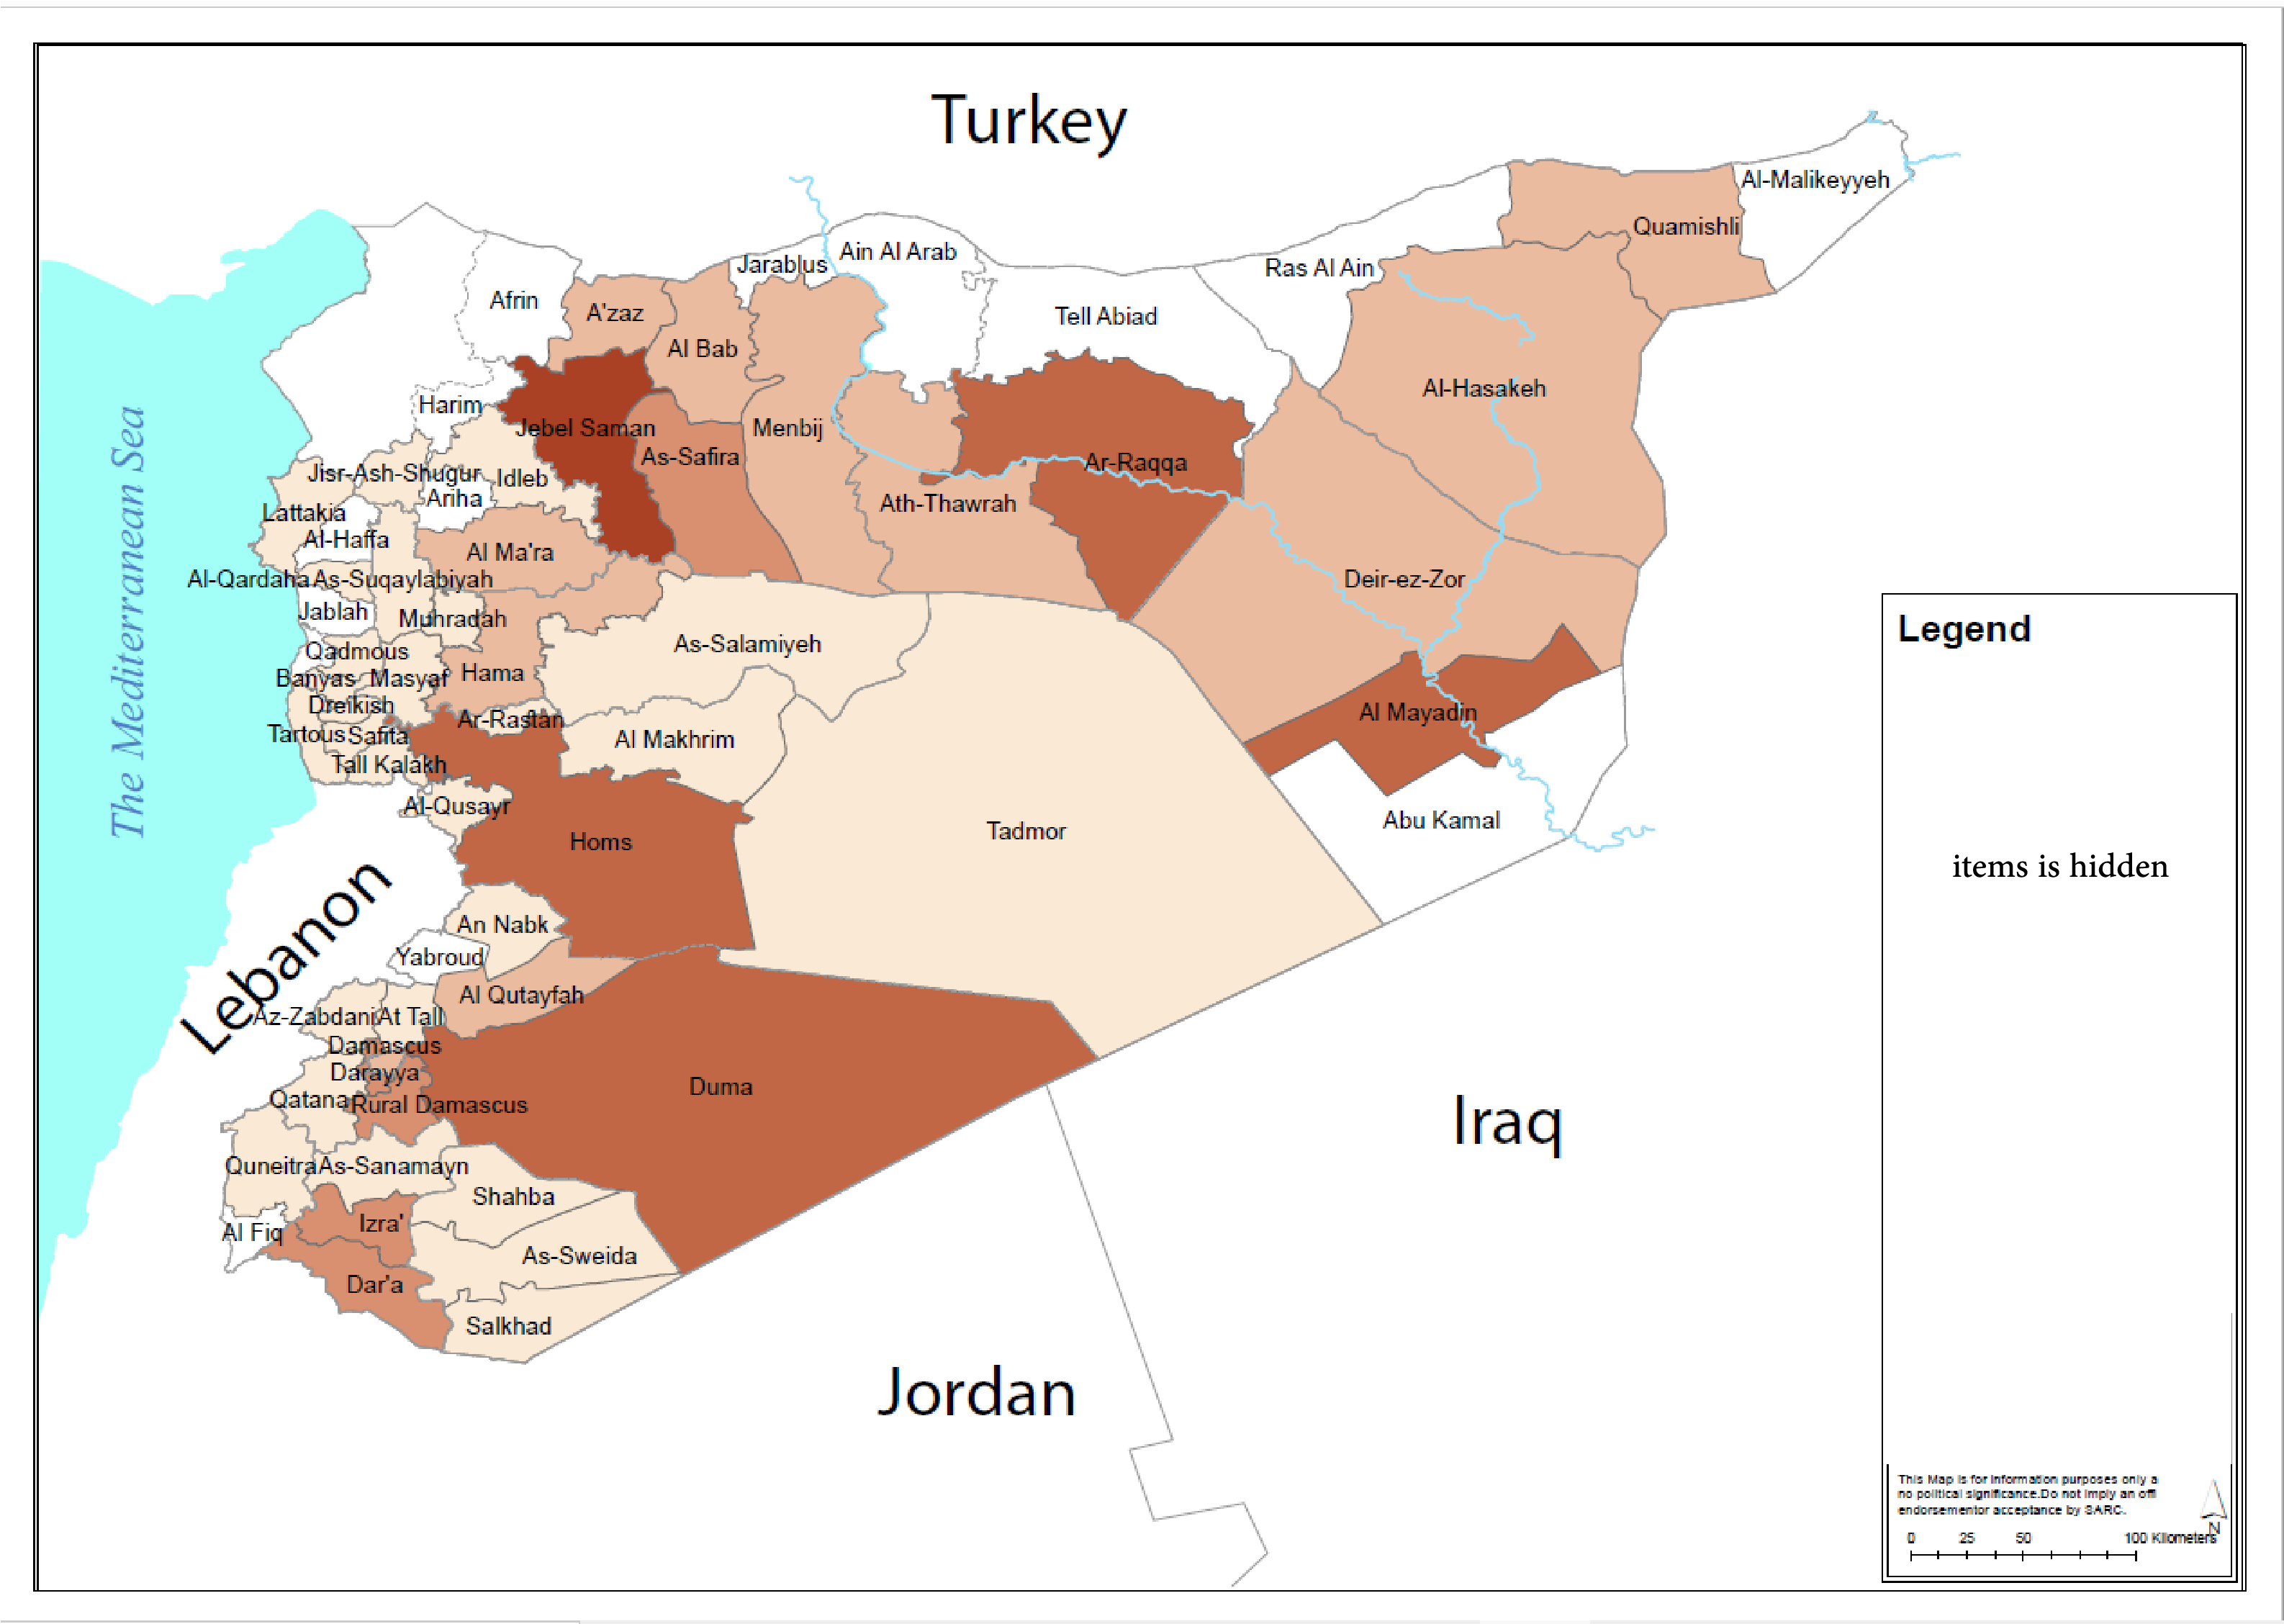 Turkey
Al-Malikeyyeh
Quamishli
Ain Al Arab
Jarablus
Ras Al Ain
Afrin
A'zaz
Tell Abiad
Al Bab
Al-Hasakeh
Harim
Jebel Saman
Menbij
As-Safira
Ar-Raqqa
Jisr-Ash-Shugur
Idleb
Ariha
Ath-Thawrah
Lattakia
Al-Haffa
Al Ma'ra
Al-Qardaha
As-Suqaylabiyah
Deir-ez-Zor
Jablah
Muhradah
As-Salamiyeh
Qadmous
Hama
Banyas
Masyaf
Dreikish
Al Mayadin
Ar-Rastan
Tartous
Safita
Al Makhrim
Tall Kalakh
Al-Qusayr
Abu Kamal
Tadmor
Homs
The Mediterranean Sea
An Nabk
Yabroud
Lebanon
Al Qutayfah
Az-Zabdani
At Tall
Damascus
Darayya
Duma
Qatana
Rural Damascus
Iraq
Quneitra
As-Sanamayn
Shahba
Izra'
Al Fiq
As-Sweida
Dar'a
Salkhad
Jordan
Legend
items is hidden
This Map is for information purposes only a
no political significance.Do not imply an offi
endorsementor acceptance by SARC.
N
0 25 50 100 Kilometers